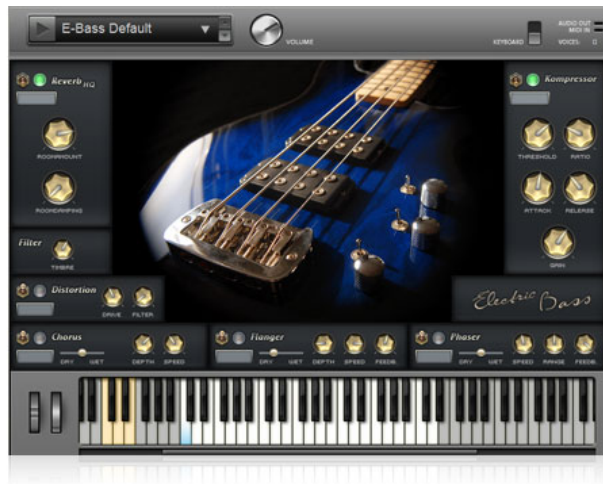 E-Bass Default
VOLUME
KEYBOARD
AUDIO OUT
MIDI IN
VOICES: 0
Reverb HQ
ROOMAMOUNT
ROOMDAMPING
Kompressor
THRESHOLD RATIO
ATTACK RELEASE
GAIN
Filter
TIMBRE
Distortion
DRIVE FILTER
Electric Bass
Chorus
DRY WET DEPTH SPEED
Flanger
DRY WET DEPTH SPEED FEEDB.
Phaser
DRY WET SPEED RANGE FEEDB.